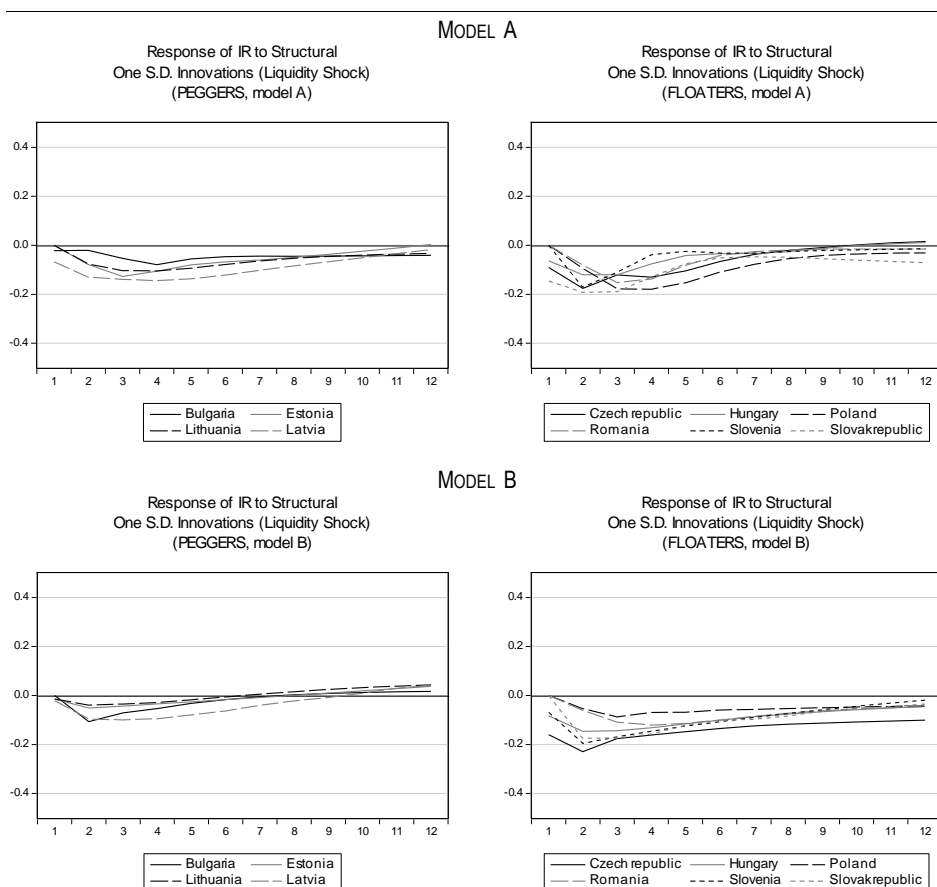 MODEL A
Response of IR to Structural
One S.D. Innovations (Liquidity Shock)
(PEGGERS, model A)
0.4
0.2
0.0
-0.2
-0.4
1 2 3 4 5 6 7 8 9 10 11 12
Bulgaria Estonia
Lithuania Latvia
Response of IR to Structural
One S.D. Innovations (Liquidity Shock)
(FLOATERS, model A)
0.4
0.2
0.0
-0.2
-0.4
1 2 3 4 5 6 7 8 9 10 11 12
Czech republic Hungary Poland
Romania Slovenia Slovakrepublic
MODEL B
Response of IR to Structural
One S.D. Innovations (Liquidity Shock)
(PEGGERS, model B)
0.4
0.2
0.0
-0.2
-0.4
1 2 3 4 5 6 7 8 9 10 11 12
Bulgaria Estonia
Lithuania Latvia
Response of IR to Structural
One S.D. Innovations (Liquidity Shock)
(FLOATERS, model B)
0.4
0.2
0.0
-0.2
-0.4
1 2 3 4 5 6 7 8 9 10 11 12
Czech republic Hungary Poland
Romania Slovenia Slovakrepublic